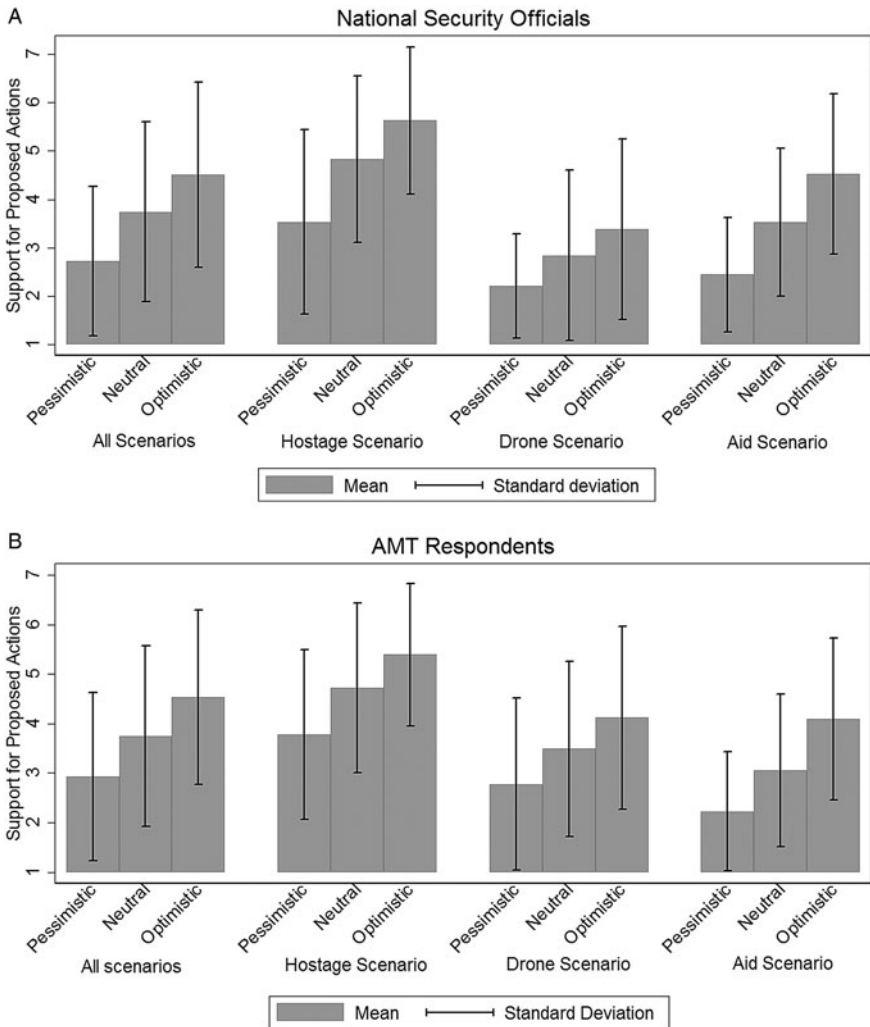 A
National Security Officials
Support for Proposed Actions
7
6
5
4
3
2
1
Pessimistic
Neutral
Optimistic
Pessimistic
Neutral
Optimistic
Pessimistic
Neutral
Optimistic
Pessimistic
Neutral
Optimistic
All Scenarios
Hostage Scenario
Drone Scenario
Aid Scenario
Mean
Standard deviation
B
AMT Respondents
Support for Proposed Actions
7
6
5
4
3
2
1
Pessimistic
Neutral
Optimistic
Pessimistic
Neutral
Optimistic
Pessimistic
Neutral
Optimistic
Pessimistic
Neutral
Optimistic
All scenarios
Hostage Scenario
Drone Scenario
Aid Scenario
Mean
Standard Deviation